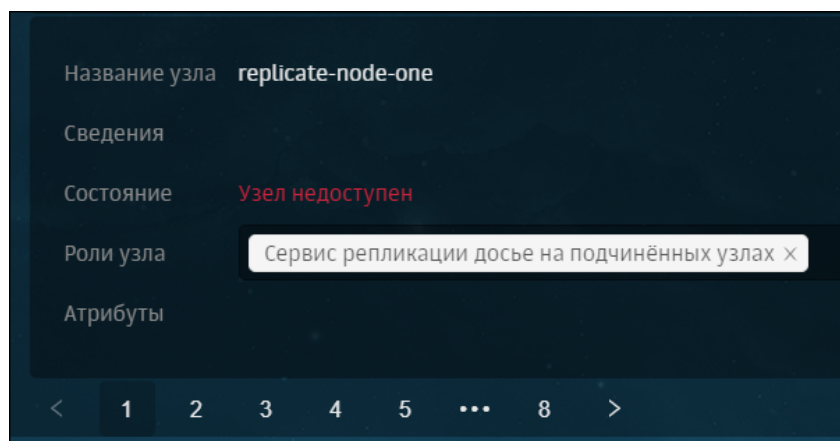 Название узла replicate-node-one
Сведения
Состояние Узел недоступен
Роли узла Сервис репликации досье на подчинённых узлах ×
Атрибуты
< 1 2 3 4 5 ••• 8 >